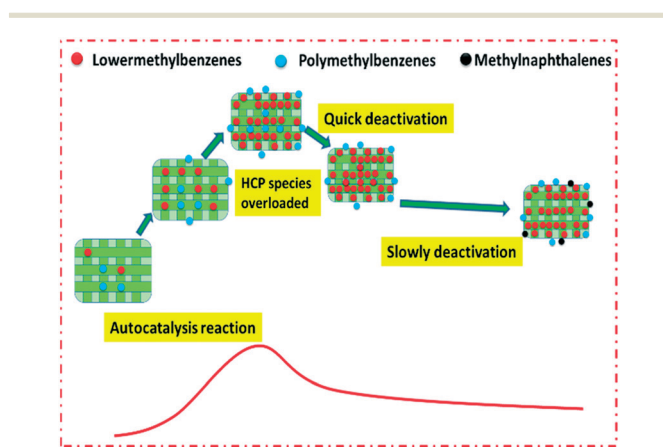 Lowermethylbenzenes Polymethylbenzenes Methylnaphthalenes
Quick deactivation
HCP species
overloaded
Slowly deactivation
Autocatalysis reaction